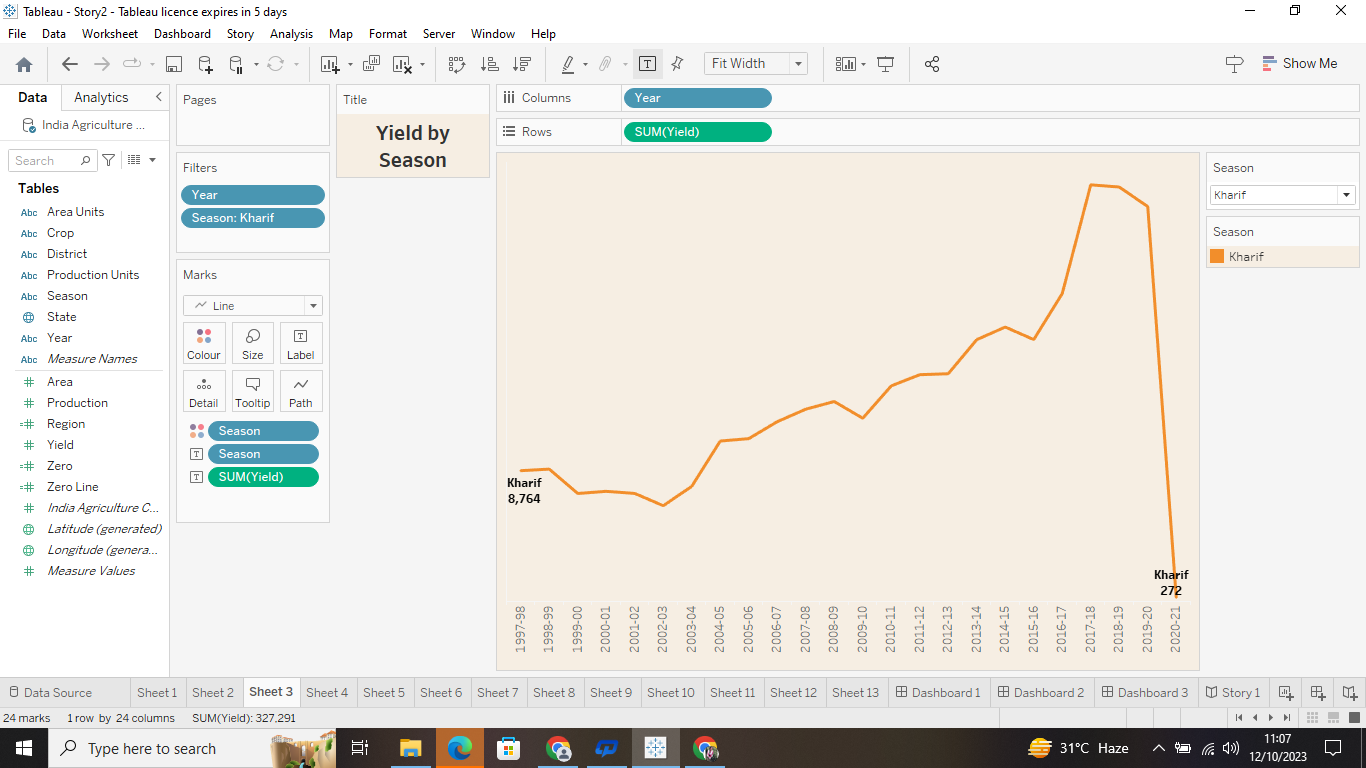 Tableau - Story2 - Tableau licence expires in 5 days
File Data Worksheet Dashboard Story Analysis Map Format Server Window Help
Fit Width
Show Me
Data Analytics
India Agriculture ...
Search
Tables
Abc Area Units
Abc Crop
Abc District
Abc Production Units
Abc Season
State
Abc Year
Abc Measure Names
# Area
# Production
=# Region
# Yield
=# Zero
=# Zero Line
# India Agriculture C...
Latitude (generated)
Longitude (genera...
# Measure Values
Pages
Filters
Year
Season: Kharif
Marks
Line
Colour Size Label
Detail Tooltip Path
Season
Season
SUM(Yield)
Title
Yield by
Season
Columns Year
Rows SUM(Yield)
Kharif
8,764
Kharif
272
1997-98
1998-99
1999-00
2000-01
2001-02
2002-03
2003-04
2004-05
2005-06
2006-07
2007-08
2008-09
2009-10
2010-11
2011-12
2012-13
2013-14
2014-15
2015-16
2016-17
2017-18
2018-19
2019-20
2020-21
Season
Kharif
Season
Kharif
Data Source Sheet 1 Sheet 2 Sheet 3 Sheet 4 Sheet 5 Sheet 6 Sheet 7 Sheet 8 Sheet 9 Sheet 10 Sheet 11 Sheet 12 Sheet 13 Dashboard 1 Dashboard 2 Dashboard 3 Story 1
24 marks 1 row by 24 columns SUM(Yield): 327,291
Type here to search
31°C Haze
11:07
12/10/2023